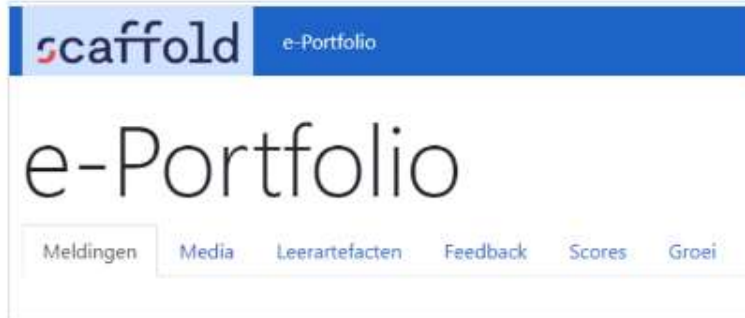 scaffold e-Portfolio
e-Portfolio
Meldingen Media Leerartefacten Feedback Scores Groei